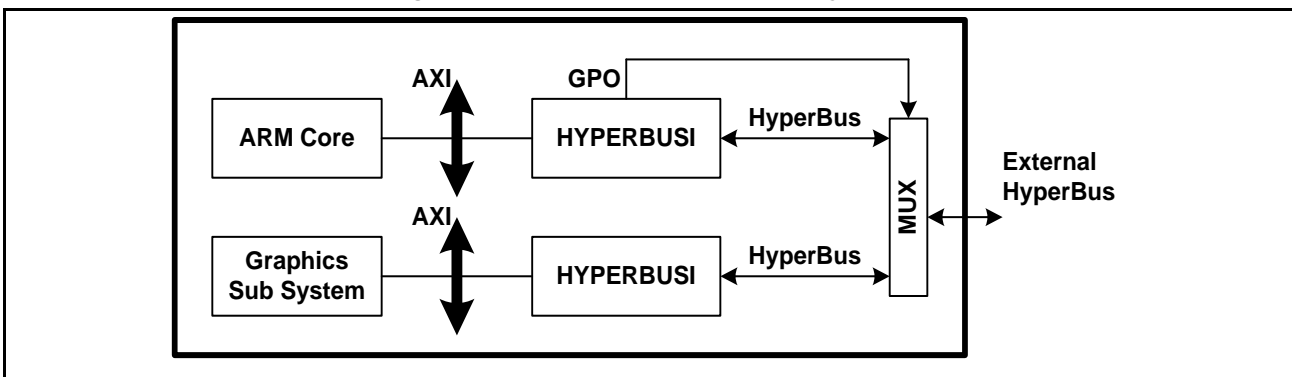 AXI
GPO
ARM Core
HYPERBUSI
HyperBus
External
HyperBus
MUX
AXI
Graphics
Sub System
HYPERBUSI
HyperBus